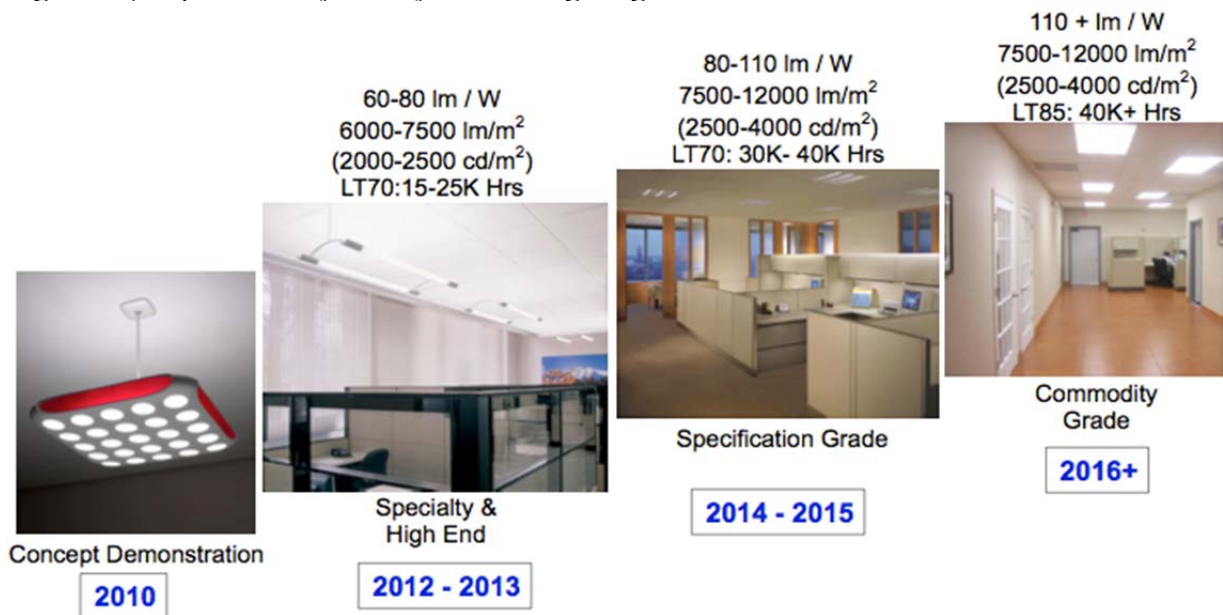 Concept Demonstration
2010
60-80 lm / W
6000-7500 lm/m²
(2000-2500 cd/m²)
LT70:15-25K Hrs
Specialty &
High End
2012 - 2013
80-110 lm / W
7500-12000 lm/m²
(2500-4000 cd/m²)
LT70: 30K- 40K Hrs
Specification Grade
2014 - 2015
110 + lm / W
7500-12000 lm/m²
(2500-4000 cd/m²)
LT85: 40K+ Hrs
Commodity
Grade
2016+